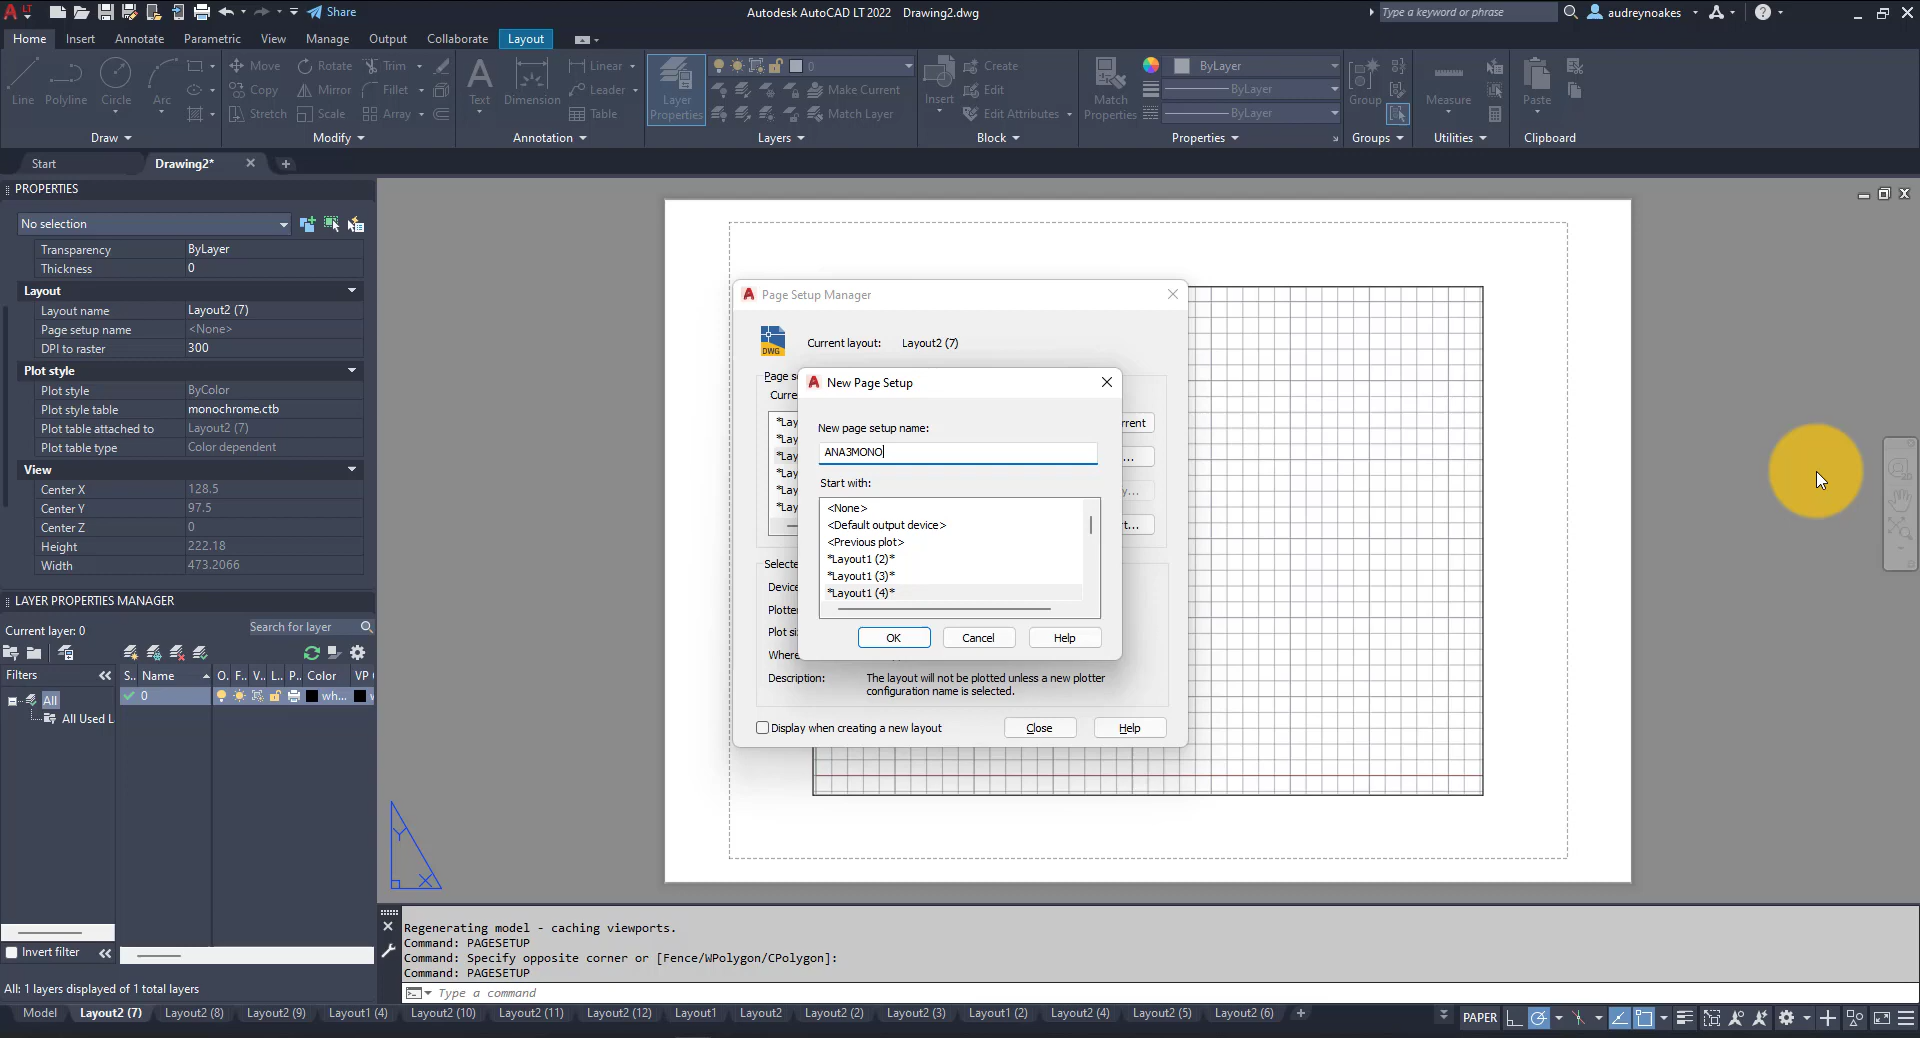 LT
Share
Autodesk AutoCAD LT 2022 Drawing2.dwg
Type a keyword or phrase
audreynoakes
Home Insert Annotate Parametric View Manage Output Collaborate Layout
Line Polyline Circle Arc
Move Rotate Trim
Copy Mirror Fillet
Stretch Scale Array
Text Dimension
Linear
Leader
Table
Layer Properties
0
Make Current
Match Layer
Insert
Create
Edit
Edit Attributes
Match Properties
ByLayer
ByLayer
ByLayer
Group
Measure
Paste
Draw Modify Annotation Layers Block Properties Groups Utilities Clipboard
Start Drawing2*
PROPERTIES
No selection
Transparency ByLayer
Thickness 0
Layout
Layout name Layout2 (7)
Page setup name <None>
DPI to raster 300
Plot style
Plot style ByColor
Plot style table monochrome.ctb
Plot table attached to Layout2 (7)
Plot table type Color dependent
View
Center X 128.5
Center Y 97.5
Center Z 0
Height 222.18
Width 473.2066
LAYER PROPERTIES MANAGER
Current layer: 0
Search for layer
Filters
S.. Name O. F.. V.. L.. P.. Color VP
All
0
wh...
All Used L
Invert filter
All: 1 layers displayed of 1 total layers
Page Setup Manager
DWG
Current layout: Layout2 (7)
Page s
Curre
*Lay
*Lay
*Lay
*Lay
*Lay
*Lay
rrent
...
y...
t...
Selecte
Device
Plotter
Plot si
Where
Description: The layout will not be plotted unless a new plotter
configuration name is selected.
Display when creating a new layout
Close
Help
New Page Setup
New page setup name:
ANA3MONO
Start with:
<None>
<Default output device>
<Previous plot>
*Layout1 (2)*
*Layout1 (3)*
*Layout1 (4)*
OK Cancel Help
Y
X
Regenerating model - caching viewports.
Command: PAGESETUP
Command: Specify opposite corner or [Fence/WPolygon/CPolygon]:
Command: PAGESETUP
Type a command
Model Layout2 (7) Layout2 (8) Layout2 (9) Layout1 (4) Layout2 (10) Layout2 (11) Layout2 (12) Layout1 Layout2 Layout2 (2) Layout2 (3) Layout1 (2) Layout2 (4) Layout2 (5) Layout2 (6)
PAPER